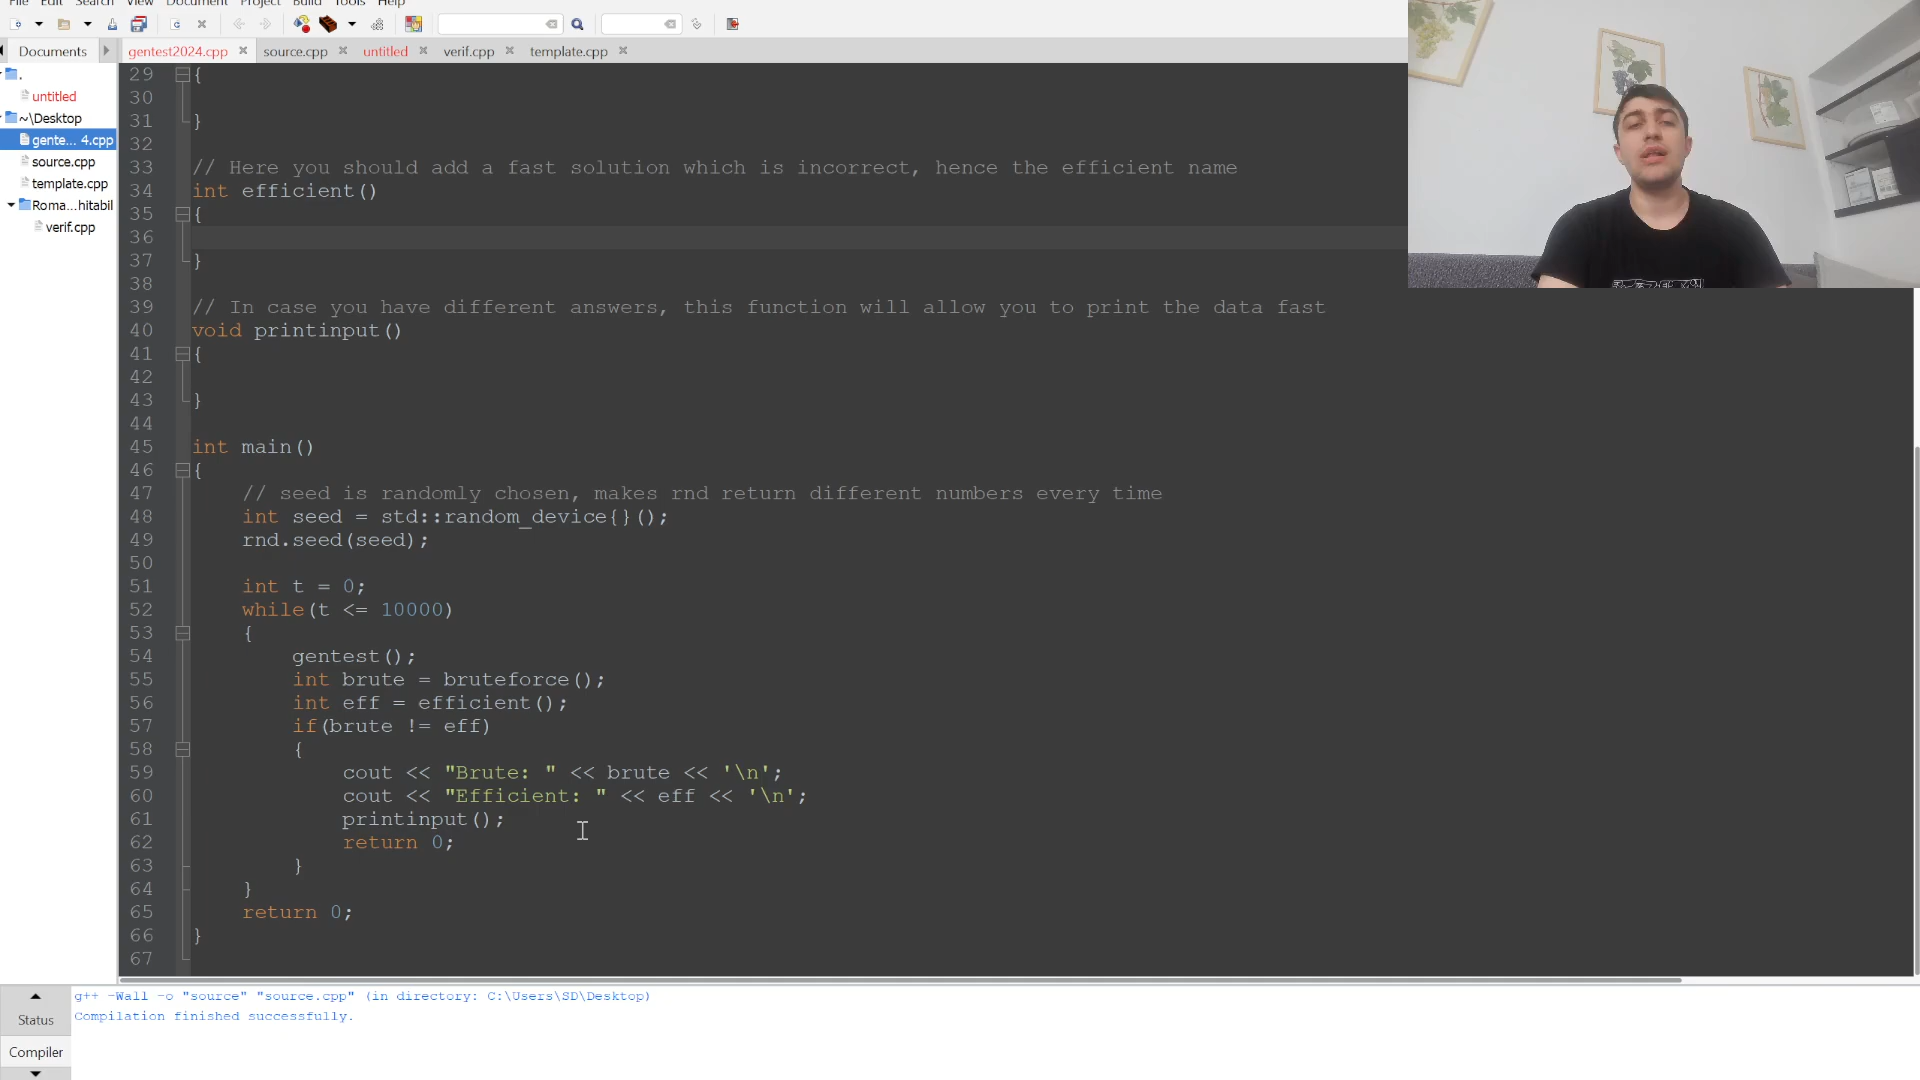 File Edit Search View Document Project Build Tools Help
Documents
gentest2024.cpp
source.cpp
untitled
verif.cpp
template.cpp
.
untitled
~\Desktop
gente... 4.cpp
source.cpp
template.cpp
Roma...hitabil
verif.cpp
29 {
30
31 }
32
33 // Here you should add a fast solution which is incorrect, hence the efficient name
34 int efficient()
35 {
36
37 }
38
39 // In case you have different answers, this function will allow you to print the data fast
40 void printinput()
41 {
42
43 }
44
45 int main()
46 {
47 // seed is randomly chosen, makes rnd return different numbers every time
48 int seed = std::random_device{}();
49 rnd.seed(seed);
50
51 int t = 0;
52 while(t <= 10000)
53 {
54 gentest();
55 int brute = bruteforce();
56 int eff = efficient();
57 if(brute != eff)
58 {
59 cout << "Brute: " << brute << '\n';
60 cout << "Efficient: " << eff << '\n';
61 printinput();
62 return 0;
63 }
64 }
65 return 0;
66 }
67
Status
Compiler
g++ -Wall -o "source" "source.cpp" (in directory: C:\Users\SD\Desktop)
Compilation finished successfully.